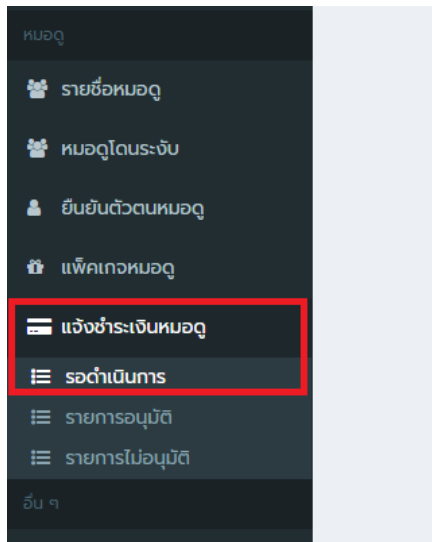 หมอดู
รายชื่อหมอดู
หมอดูโดนระงับ
ยืนยันตัวตนหมอดู
แพ็คเกจหมอดู
แจ้งชำระเงินหมอดู
รอดำเนินการ
รายการอนุมัติ
รายการไม่อนุมัติ
อื่น ๆ